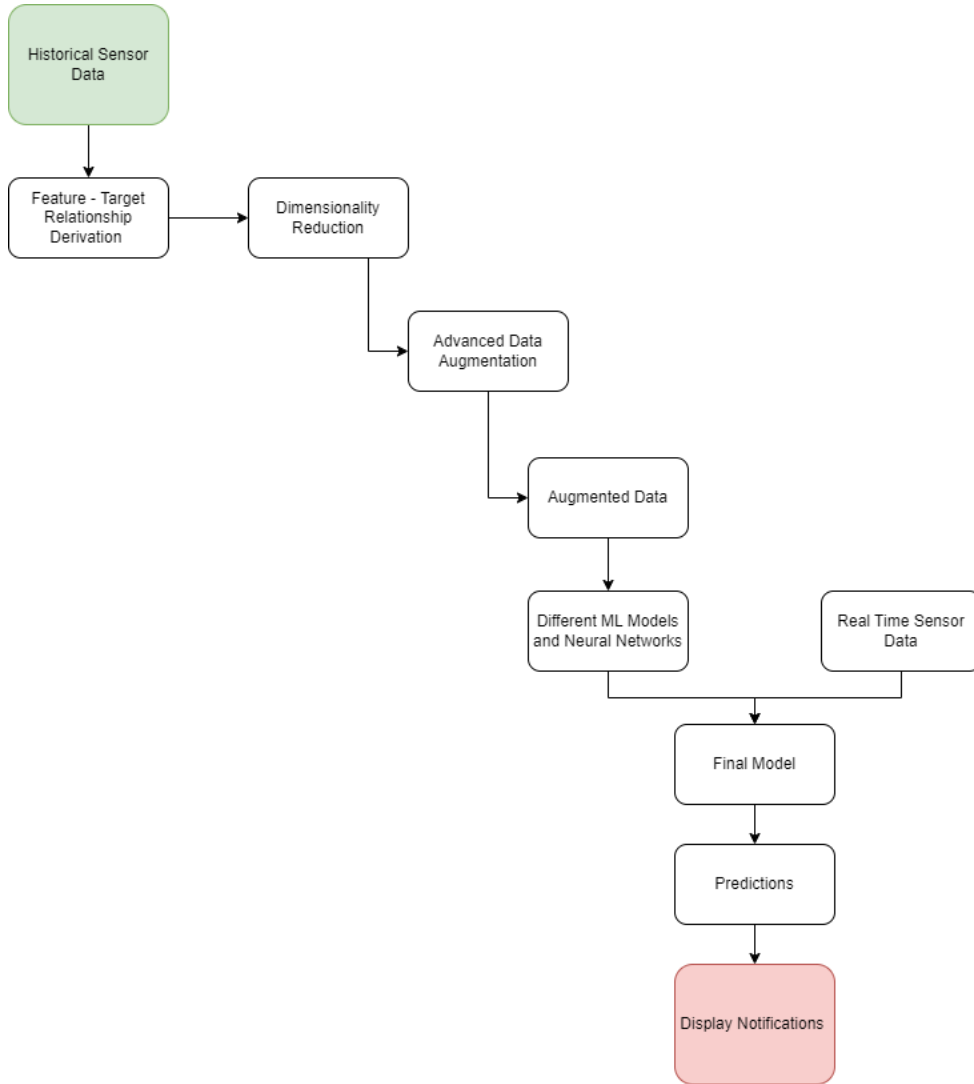 Historical Sensor
Data
Feature - Target
Relationship
Derivation
Dimensionality
Reduction
Advanced Data
Augmentation
Augmented Data
Different ML Models
and Neural Networks
Real Time Sensor
Data
Final Model
Predictions
Display Notifications